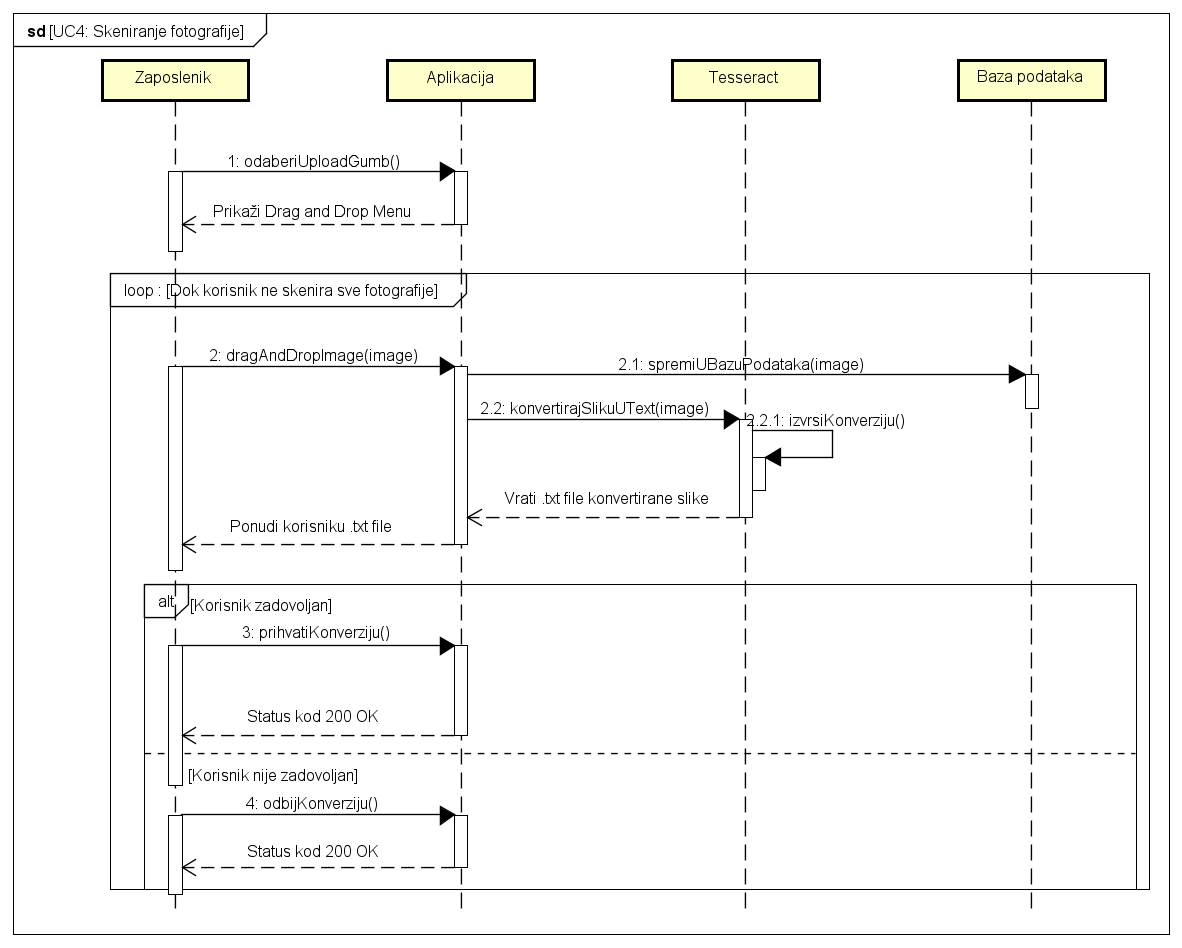 sd [UC4: Skeniranje fotografije]
Zaposlenik
Aplikacija
Tesseract
Baza podataka
1: odaberiUploadGumb()
Prikaži Drag and Drop Menu
loop : [Dok korisnik ne skenira sve fotografije]
2: dragAndDropImage(image)
2.1: spremiUBazuPodataka(image)
2.2: konvertirajSlikuUText(image)
2.2.1: izvrsiKonverziju()
Vrati .txt file konvertirane slike
Ponudi korisniku .txt file
alt
[Korisnik zadovoljan]
3: prihvatiKonverziju()
Status kod 200 OK
[Korisnik nije zadovoljan]
4: odbijKonverziju()
Status kod 200 OK